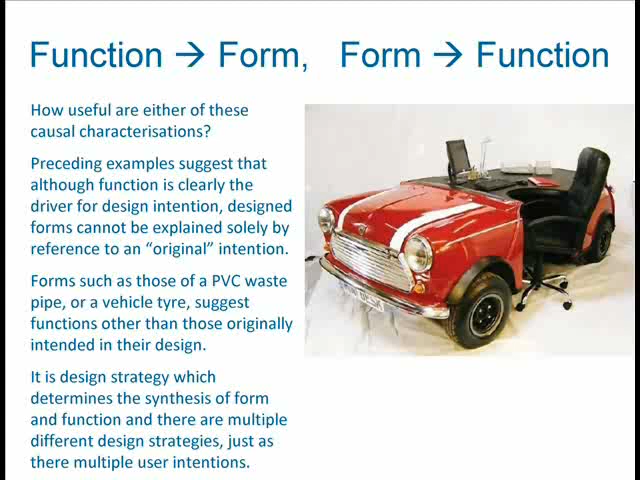 Function → Form,   Form → Function
How useful are either of these
causal characterisations?
Preceding examples suggest that
although function is clearly the
driver for design intention, designed
forms cannot be explained solely by
reference to an “original” intention.
Forms such as those of a PVC waste
pipe, or a vehicle tyre, suggest
functions other than those originally
intended in their design.
It is design strategy which
determines the synthesis of form
and function and there are multiple
different design strategies, just as
there multiple user intentions.